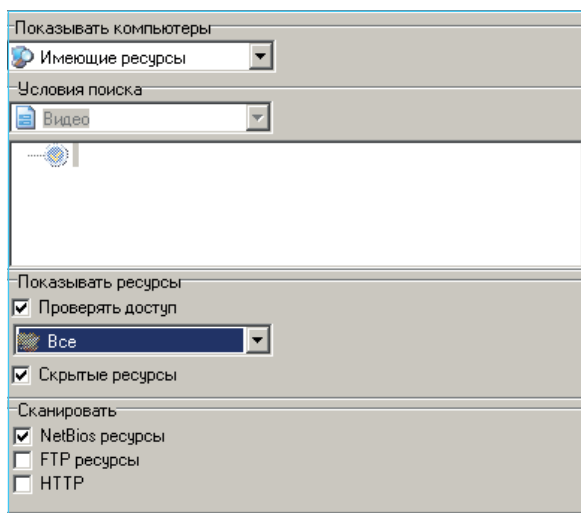 Показывать компьютеры
Имеющие ресурсы
Условия поиска
Видео
Показывать ресурсы
Проверять доступ
Все
Скрытые ресурсы
Сканировать
NetBios ресурсы
FTP ресурсы
HTTP